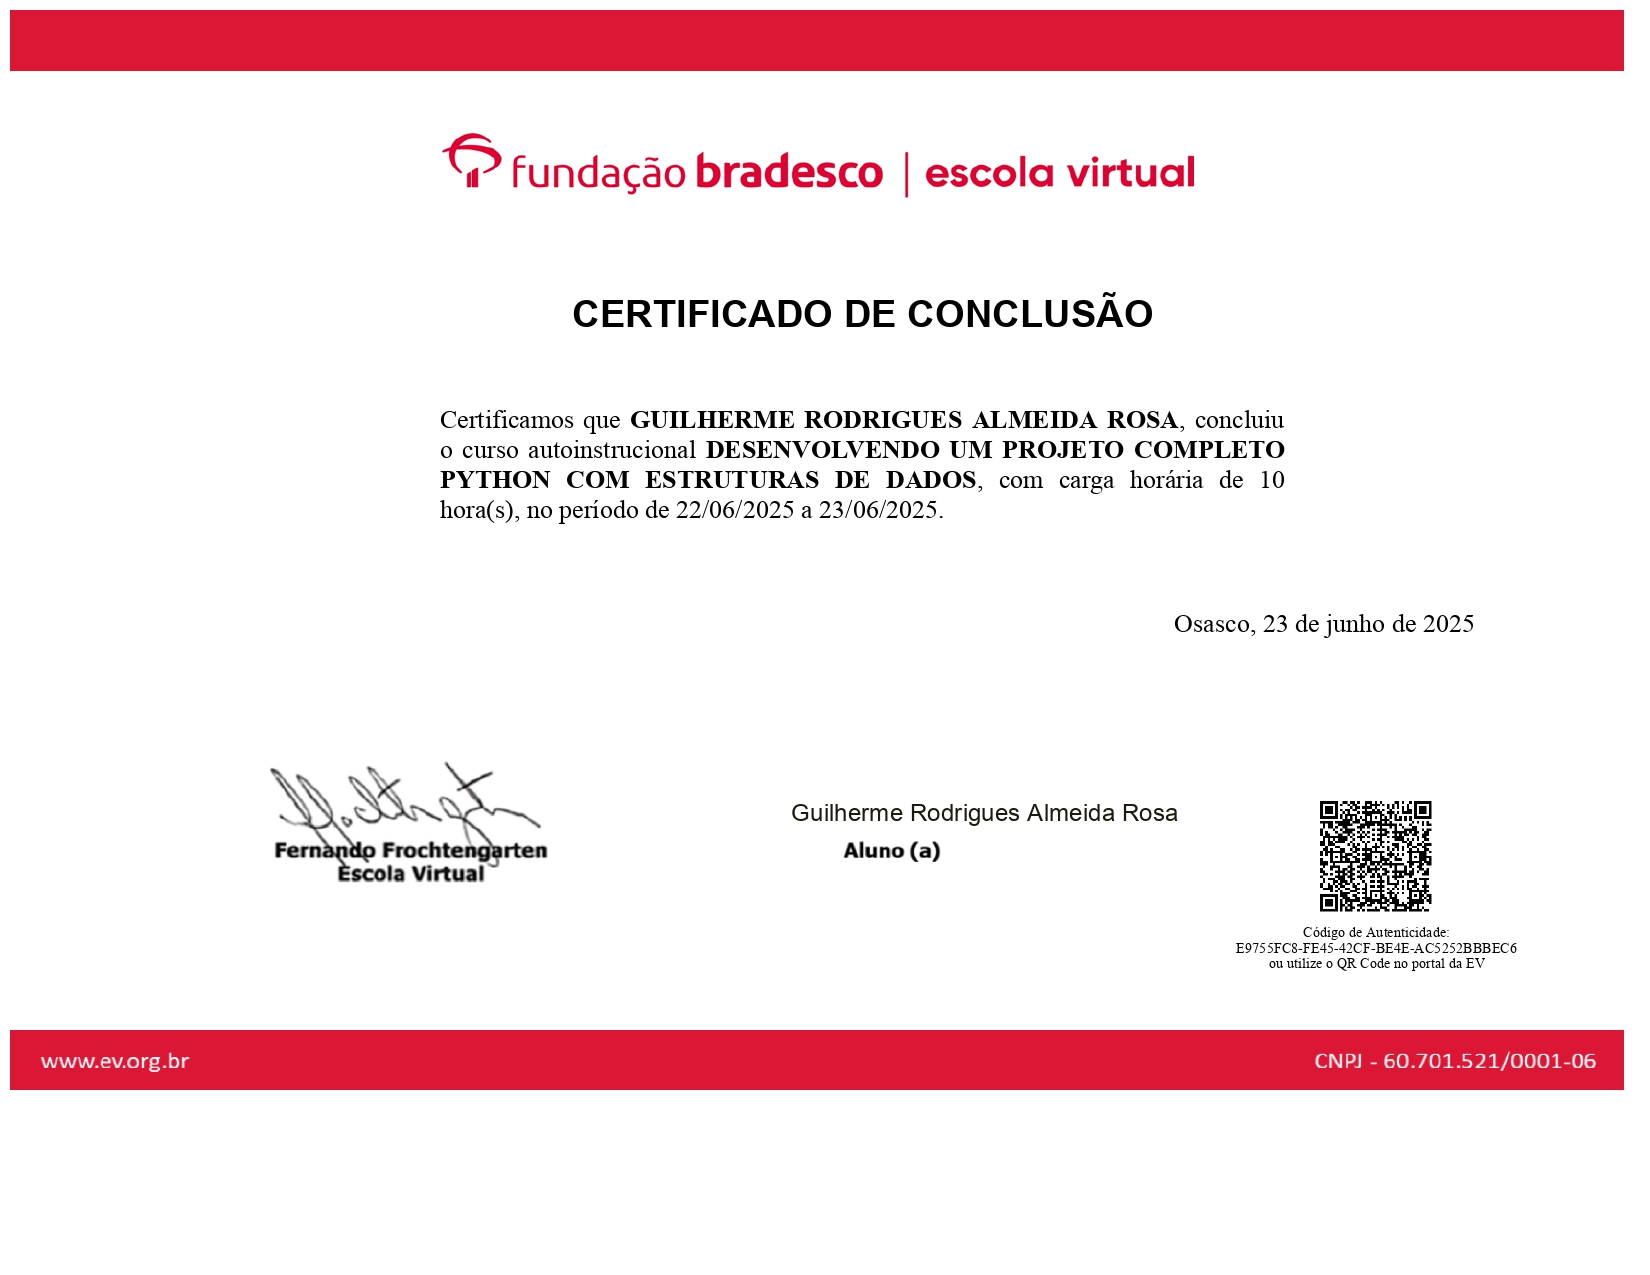 fundação bradesco | escola virtual
CERTIFICADO DE CONCLUSÃO
Certificamos que GUILHERME RODRIGUES ALMEIDA ROSA, concluiu
o curso autoinstrucional DESENVOLVENDO UM PROJETO COMPLETO
PYTHON COM ESTRUTURAS DE DADOS, com carga horária de 10
hora(s), no período de 22/06/2025 a 23/06/2025.
Osasco, 23 de junho de 2025
Guilherme Rodrigues Almeida Rosa
Fernando Frochtengarten
Escola Virtual
Aluno (a)
Código de Autenticidade:
E9755FC8-FE45-42CF-BE4E-AC5252BBBEC6
ou utilize o QR Code no portal da EV
www.ev.org.br
CNPJ - 60.701.521/0001-06